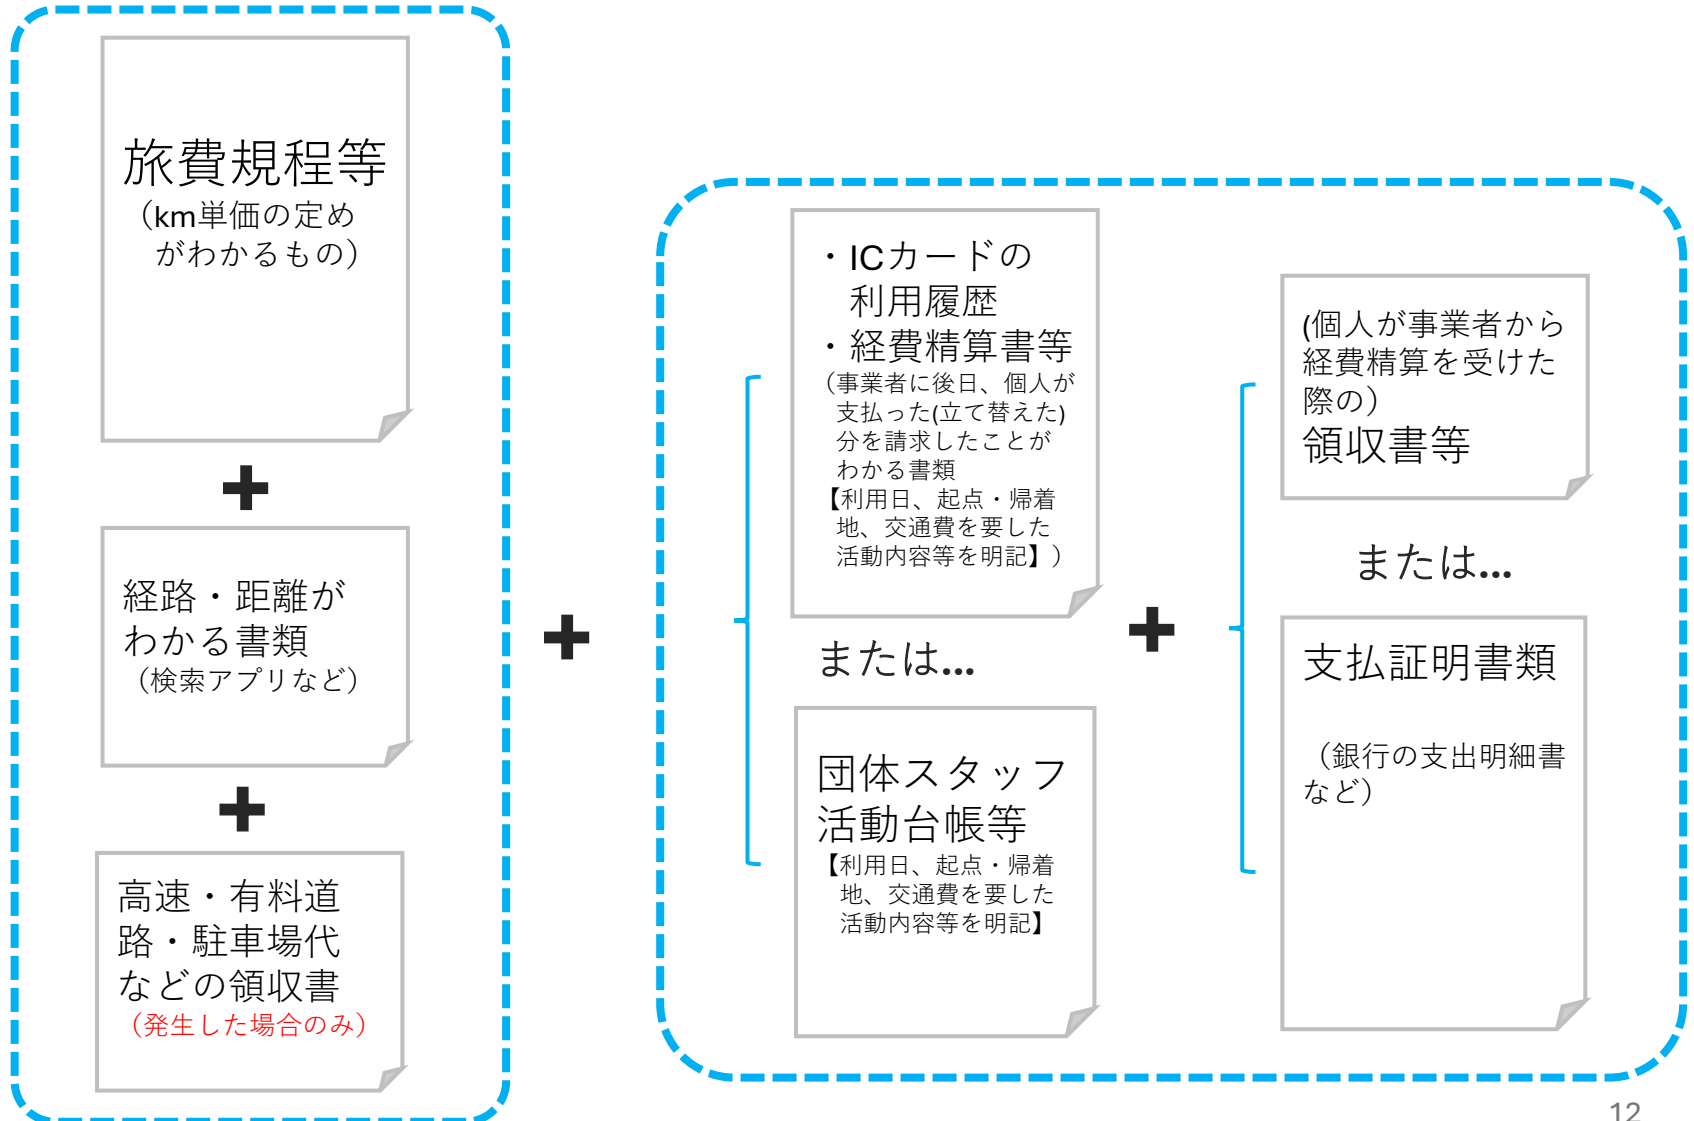 旅費規程等
（km単価の定め
がわかるもの）
経路・距離が
わかる書類
（検索アプリなど）
高速・有料道
路・駐車場代
などの領収書
（発生した場合のみ）
・ICカードの
利用履歴
・経費精算書等
（事業者に後日、個人が
支払った(立て替えた)
分を請求したことが
わかる書類
【利用日、起点・帰着
地、交通費を要した
活動内容等を明記】）
または...
団体スタッフ
活動台帳等
【利用日、起点・帰着
地、交通費を要した
活動内容等を明記】
(個人が事業者から
経費精算を受けた
際の）
領収書等
または...
支払証明書類
（銀行の支出明細書
など）
12